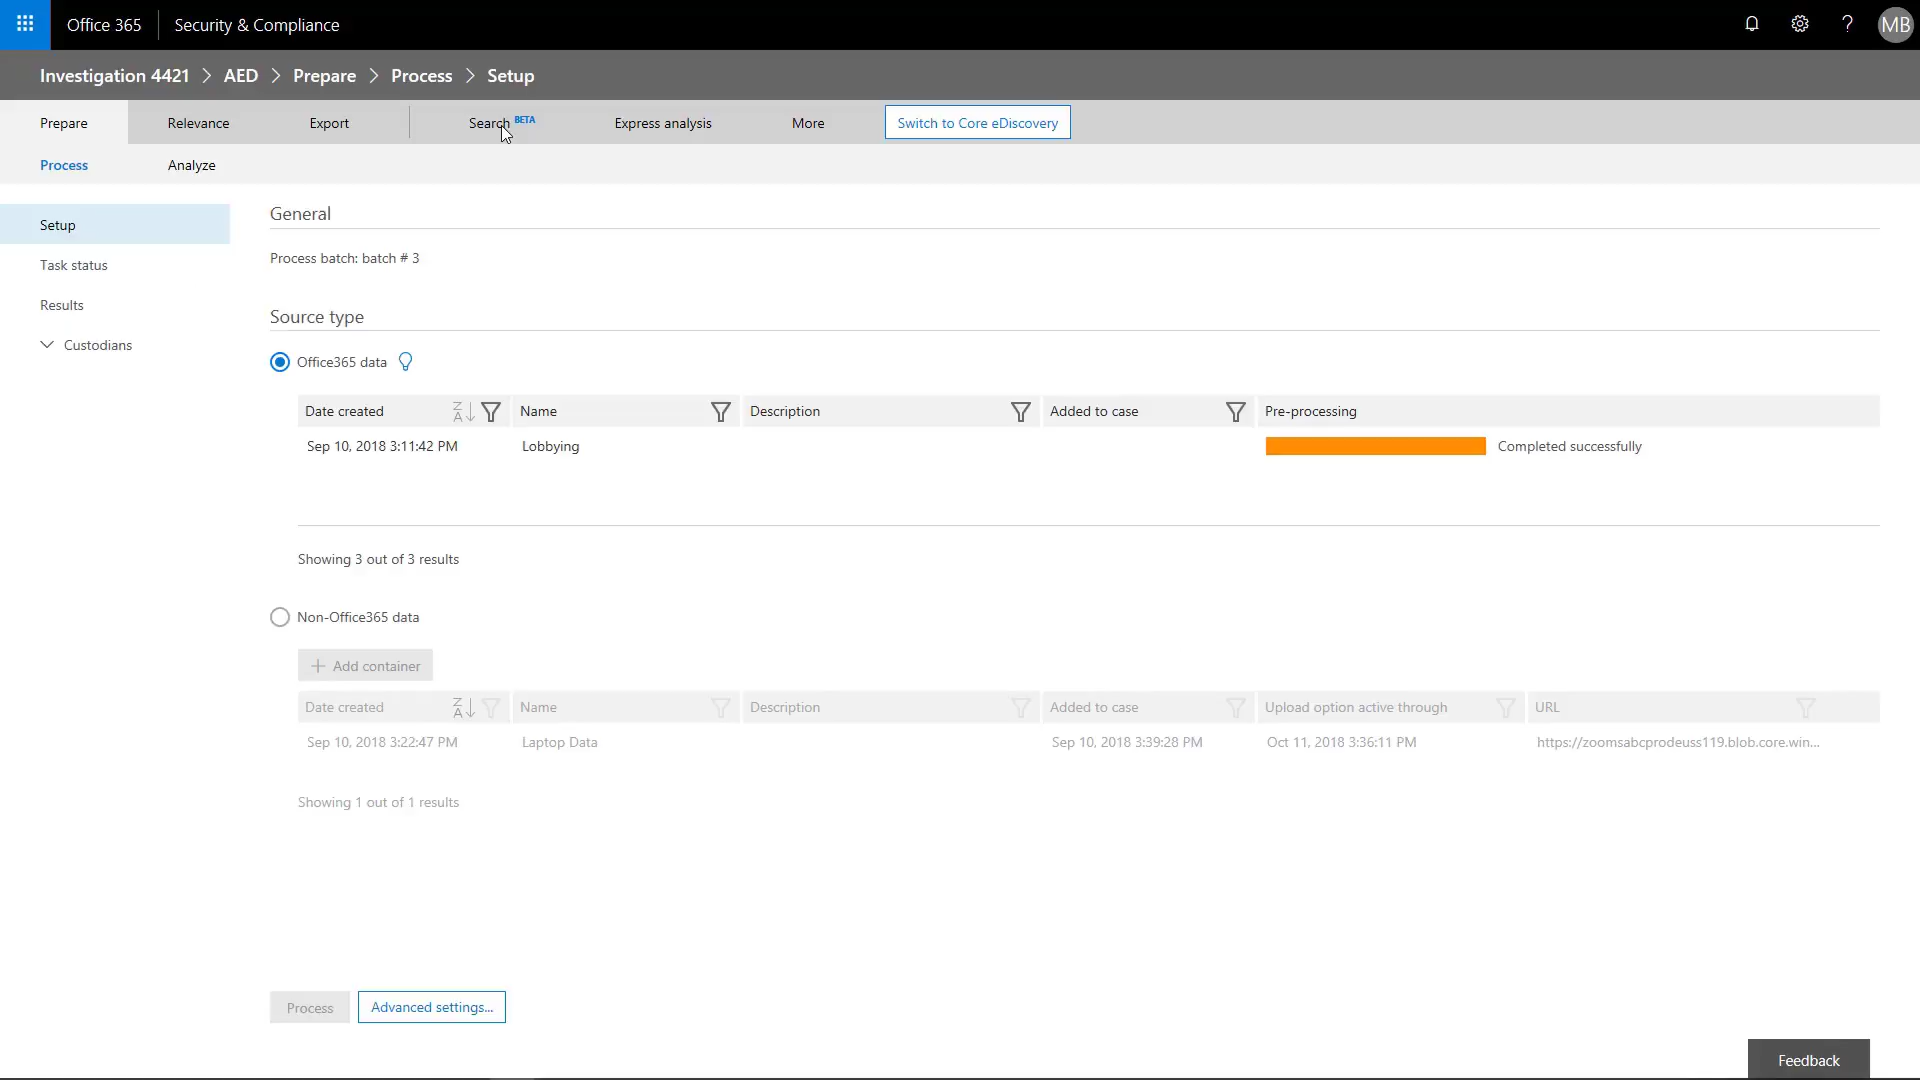 Office 365 Security & Compliance MB
Investigation 4421 > AED > Prepare > Process > Setup
Prepare Relevance Export Search BETA Express analysis More Switch to Core eDiscovery
Process Analyze
Setup
Task status
Results
Custodians
General
Process batch: batch # 3
Source type
Office365 data
Date created Name Description Added to case Pre-processing
Sep 10, 2018 3:11:42 PM Lobbying Completed successfully
Showing 3 out of 3 results
Non-Office365 data
+ Add container
Date created Name Description Added to case Upload option active through URL
Sep 10, 2018 3:22:47 PM Laptop Data Sep 10, 2018 3:39:28 PM Oct 11, 2018 3:36:11 PM https://zoomsabcprodeuss119.blob.core.win...
Showing 1 out of 1 results
Process Advanced settings...
Feedback